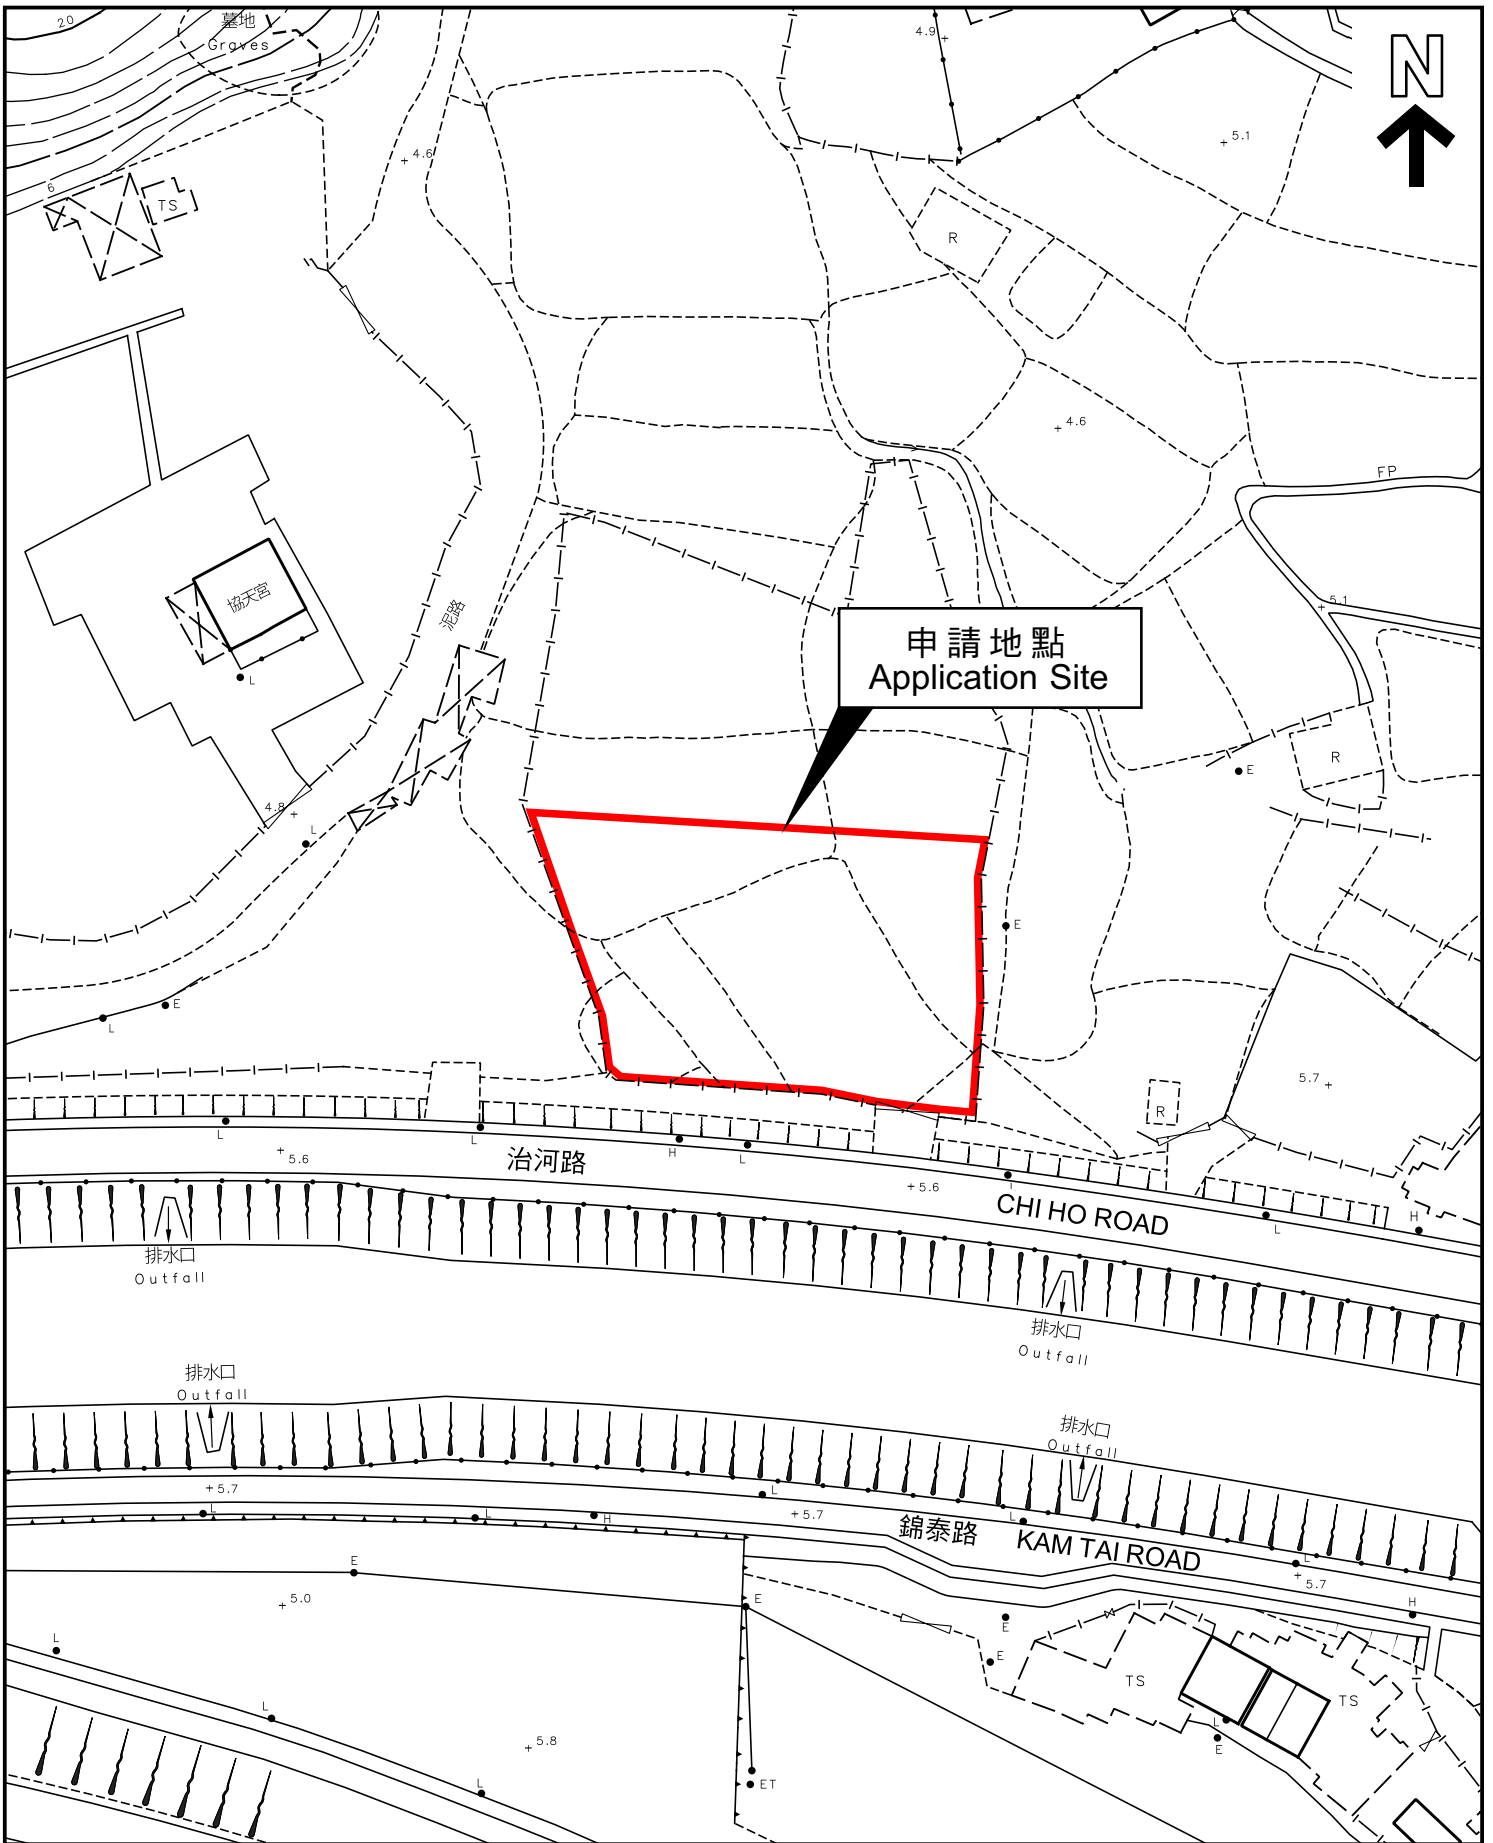 20
墓地
Graves
4.9
N
5.1
4.6
6
TS
R
4.6
FP
協天宮
泥路
5.1
L
申請地點
Application Site
R
E
4.8
L
E
E
L
5.7
R
L
L
H
L
5.6
治河路
5.6
CHI HO ROAD
L
H
排水口
Outfall
排水口
Outfall
排水口
Outfall
排水口
Outfall
5.7
L
L
H
L
5.7
錦泰路
L
KAM TAI ROAD
L
5.7
H
E
5.0
E
E
E
L
TS
TS
L
L
E
5.8
L
ET